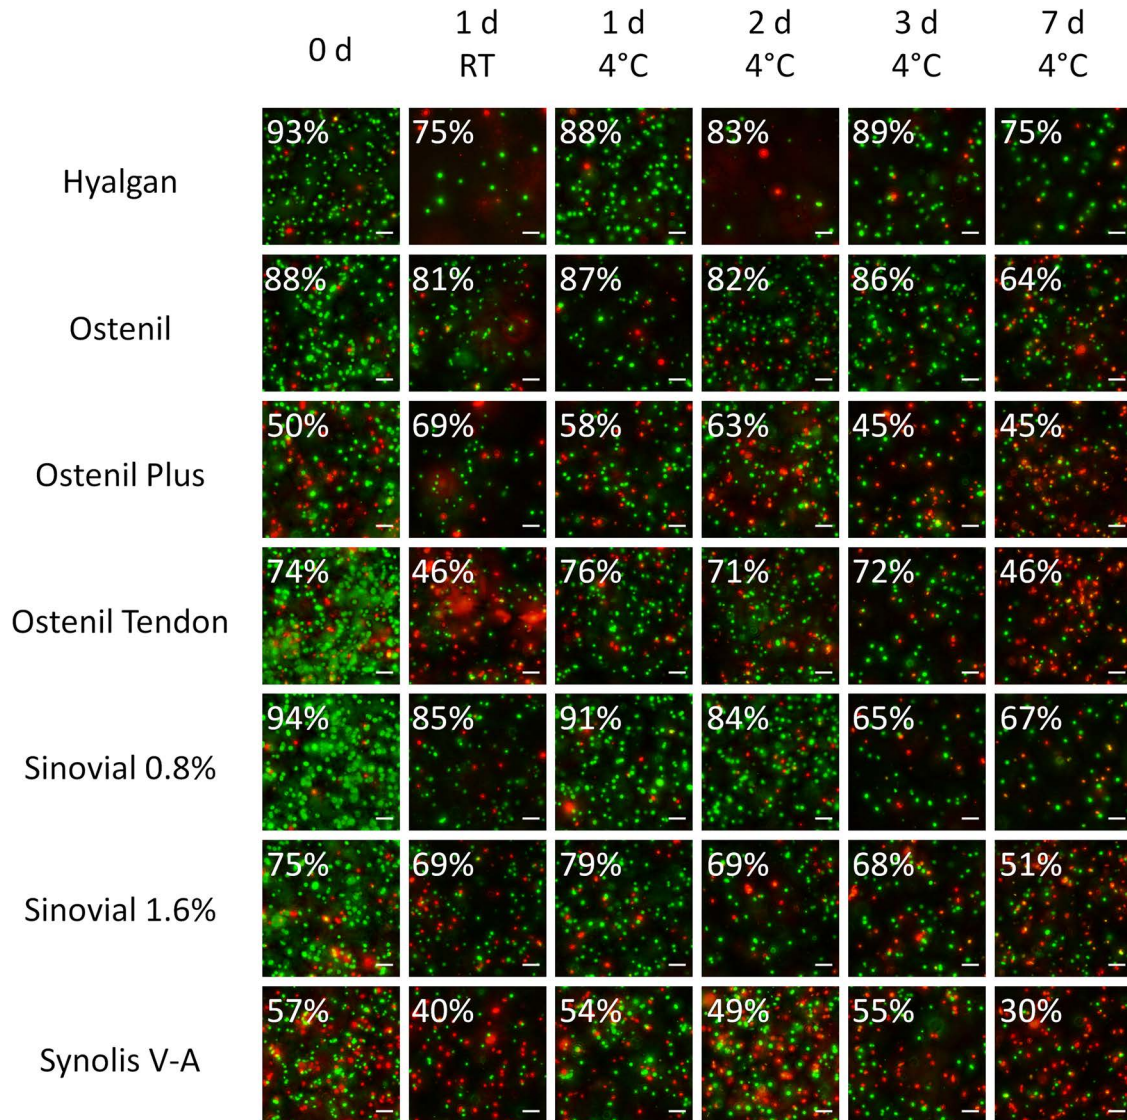 0 d
1 d
RT
1 d
4°C
2 d
4°C
3 d
4°C
7 d
4°C
Hyalgan
93%
75%
88%
83%
89%
75%
Ostenil
88%
81%
87%
82%
86%
64%
Ostenil Plus
50%
69%
58%
63%
45%
45%
Ostenil Tendon
74%
46%
76%
71%
72%
46%
Sinovial 0.8%
94%
85%
91%
84%
65%
67%
Sinovial 1.6%
75%
69%
79%
69%
68%
51%
Synolis V-A
57%
40%
54%
49%
55%
30%